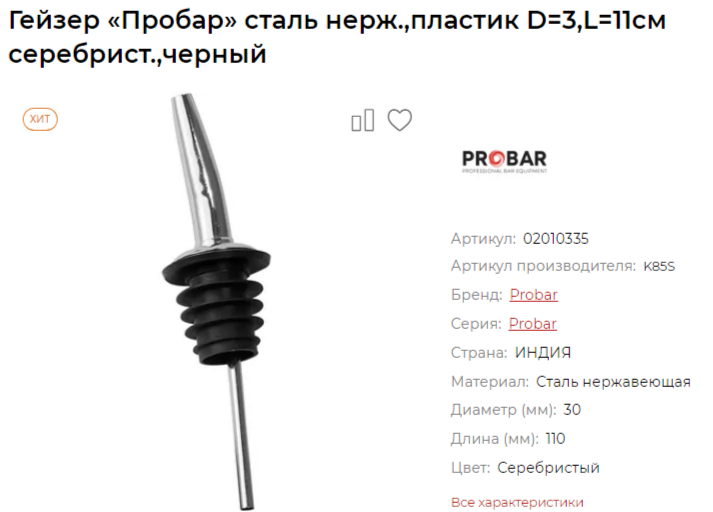 Гейзер «Пробар» сталь нерж.,пластик D=3,L=11см
серебрист.,черный
ХИТ
PROBAR
PROFESSIONAL BAR EQUIPMENT
Артикул: 02010335
Артикул производителя: K85S
Бренд: Probar
Серия: Probar
Страна: ИНДИЯ
Материал: Сталь нержавеющая
Диаметр (мм): 30
Длина (мм): 110
Цвет: Серебристый
Все характеристики